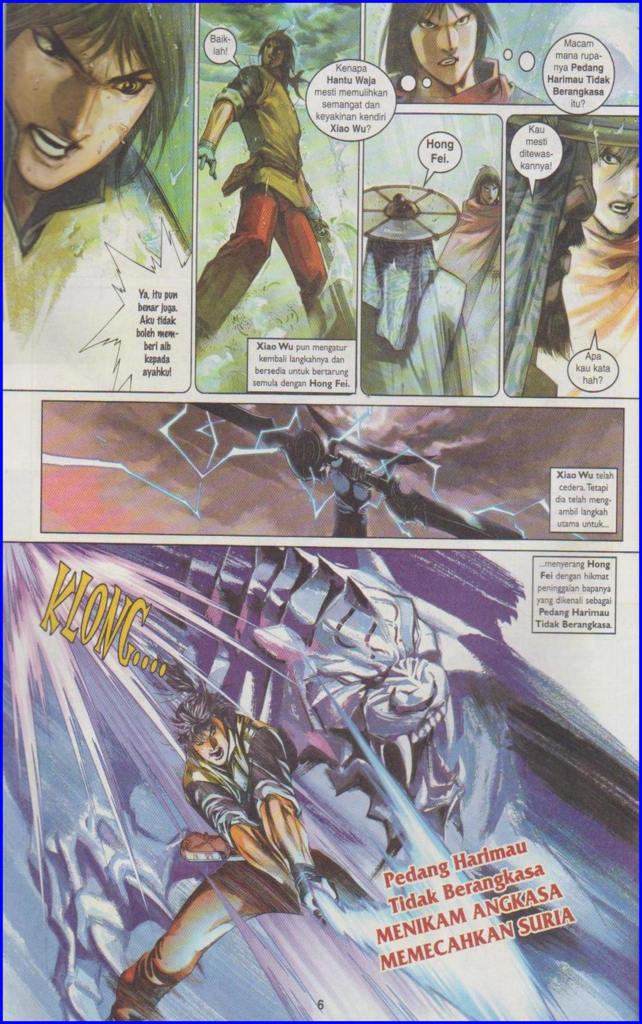 Ya, itu pun
benar juga.
Aku tidak
boleh mem-
beri aib
kepada
ayahku!
Baik-
lah!
Kenapa
Hantu Waja
mesti memulihkan
semangat dan
keyakinan kendiri
Xiao Wu?
Xiao Wu pun mengatur
kembali langkahnya dan
bersedia untuk bertarung
semula dengan Hong Fei.
Macam
mana rupa-
nya Pedang
Harimau Tidak
Berangkasa
itu?
Hong
Fei.
Kau
mesti
ditewas-
kannya!
Apa
kau kata
hah?
Xiao Wu telah
cedera. Tetapi
dia telah meng-
ambil langkah
utama untuk...
...menyerang Hong
Fei dengan hikmat
peninggalan bapanya
yang dikenali sebagai
Pedang Harimau
Tidak Berangkasa.
KLONG....
Pedang Harimau
Tidak Berangkasa
MENIKAM ANGKASA
MEMECAHKAN SURIA
6